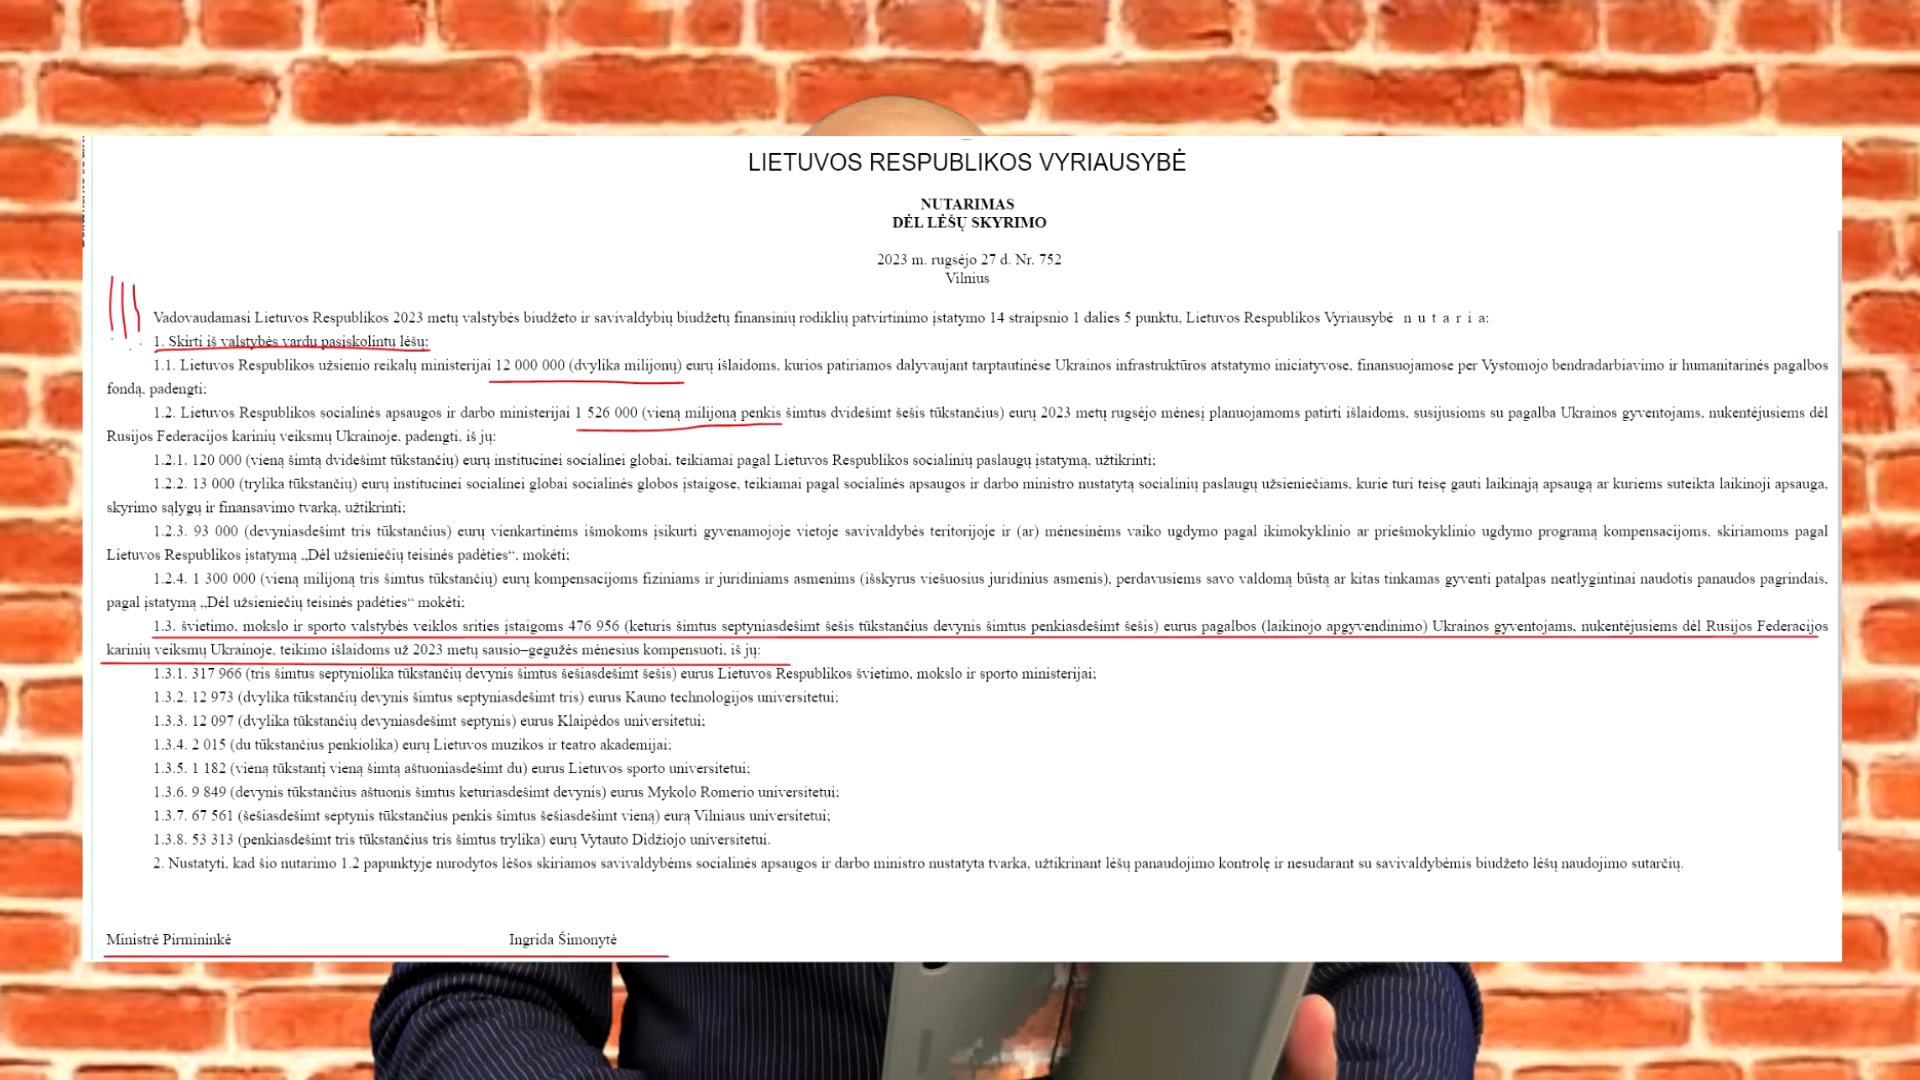 LIETUVOS RESPUBLIKOS VYRIAUSYBĖ
NUTARIMAS
DĖL LĖŠŲ SKYRIMO
2023 m. rugsėjo 27 d. Nr. 752
Vilnius
Vadovaudamasi Lietuvos Respublikos 2023 metų valstybės biudžeto ir savivaldybių biudžetų finansinių rodiklių patvirtinimo įstatymo 14 straipsnio 1 dalies 5 punktu, Lietuvos Respublikos Vyriausybė n u t a r i a:
1. Skirti iš valstybės vardu pasiskolintų lėšų:
1.1. Lietuvos Respublikos užsienio reikalų ministerijai 12 000 000 (dvylika milijonų) eurų išlaidoms, kurios patiriamos dalyvaujant tarptautinėse Ukrainos infrastruktūros atstatymo iniciatyvose, finansuojamose per Vystomojo bendradarbiavimo ir humanitarinės pagalbos
fondą, padengti;
1.2. Lietuvos Respublikos socialinės apsaugos ir darbo ministerijai 1 526 000 (vieną milijoną penkis šimtus dvidešimt šešis tūkstančius) eurų 2023 metų rugsėjo mėnesį planuojamoms patirti išlaidoms, susijusioms su pagalba Ukrainos gyventojams, nukentėjusiems dėl
Rusijos Federacijos karinių veiksmų Ukrainoje, padengti, iš jų:
1.2.1. 120 000 (vieną šimtą dvidešimt tūkstančių) eurų institucinei socialinei globai, teikiamai pagal Lietuvos Respublikos socialinių paslaugų įstatymą, užtikrinti;
1.2.2. 13 000 (trylika tūkstančių) eurų institucinei socialinei globai socialinės globos įstaigose, teikiamai pagal socialinės apsaugos ir darbo ministro nustatytą socialinių paslaugų užsieniečiams, kurie turi teisę gauti laikinąją apsaugą ar kuriems suteikta laikinoji apsauga,
skyrimo sąlygų ir finansavimo tvarką, užtikrinti;
1.2.3. 93 000 (devyniasdešimt tris tūkstančius) eurų vienkartinėms išmokoms įsikurti gyvenamojoje vietoje savivaldybės teritorijoje ir (ar) mėnesinėms vaiko ugdymo pagal ikimokyklinio ar priešmokyklinio ugdymo programą kompensacijoms, skiriamoms pagal
Lietuvos Respublikos įstatymą „Dėl užsieniečių teisinės padėties“, mokėti;
1.2.4. 1 300 000 (vieną milijoną tris šimtus tūkstančių) eurų kompensacijoms fiziniams ir juridiniams asmenims (išskyrus viešuosius juridinius asmenis), perdavusiems savo valdomą būstą ar kitas tinkamas gyventi patalpas neatlygintinai naudotis panaudos pagrindais,
pagal įstatymą „Dėl užsieniečių teisinės padėties“ mokėti;
1.3. švietimo, mokslo ir sporto valstybės veiklos srities įstaigoms 476 956 (keturis šimtus septyniasdešimt šešis tūkstančius devynis šimtus penkiasdešimt šešis) eurus pagalbos (laikinojo apgyvendinimo) Ukrainos gyventojams, nukentėjusiems dėl Rusijos Federacijos
karinių veiksmų Ukrainoje, teikimo išlaidoms už 2023 metų sausio–gegužės mėnesius kompensuoti, iš jų:
1.3.1. 317 966 (tris šimtus septyniolika tūkstančių devynis šimtus šešiasdešimt šešis) eurus Lietuvos Respublikos švietimo, mokslo ir sporto ministerijai;
1.3.2. 12 973 (dvylika tūkstančių devynis šimtus septyniasdešimt tris) eurus Kauno technologijos universitetui;
1.3.3. 12 097 (dvylika tūkstančių devyniasdešimt septynis) eurus Klaipėdos universitetui;
1.3.4. 2 015 (du tūkstančius penkiolika) eurų Lietuvos muzikos ir teatro akademijai;
1.3.5. 1 182 (vieną tūkstantį vieną šimtą aštuoniasdešimt du) eurus Lietuvos sporto universitetui;
1.3.6. 9 849 (devynis tūkstančius aštuonis šimtus keturiasdešimt devynis) eurus Mykolo Romerio universitetui;
1.3.7. 67 561 (šešiasdešimt septynis tūkstančius penkis šimtus šešiasdešimt vieną) eurą Vilniaus universitetui;
1.3.8. 53 313 (penkiasdešimt tris tūkstančius tris šimtus trylika) eurų Vytauto Didžiojo universitetui.
2. Nustatyti, kad šio nutarimo 1.2 papunktyje nurodytos lėšos skiriamos savivaldybėms socialinės apsaugos ir darbo ministro nustatyta tvarka, užtikrinant lėšų panaudojimo kontrolę ir nesudarant su savivaldybėmis biudžeto lėšų naudojimo sutarčių.
Ministrė Pirmininkė Ingrida Šimonytė